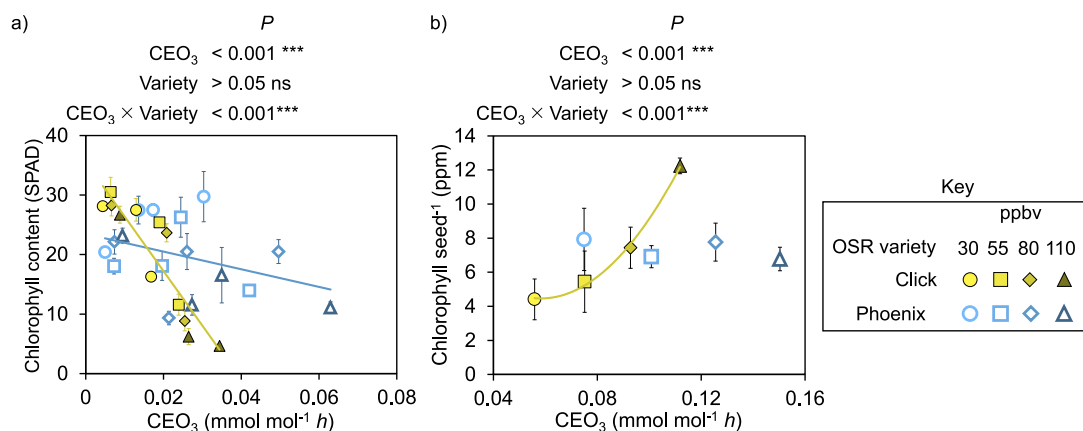 a)
P
CEO₃ < 0.001 ***
Variety > 0.05 ns
CEO₃ × Variety < 0.001***
Chlorophyll content (SPAD)
40
30
20
10
0
0 0.02 0.04 0.06 0.08
CEO₃ (mmol mol⁻¹ h)
b)
P
CEO₃ < 0.001 ***
Variety > 0.05 ns
CEO₃ × Variety < 0.001***
Chlorophyll seed⁻¹ (ppm)
14
12
10
8
6
4
2
0
0.04 0.08 0.12 0.16
CEO₃ (mmol mol⁻¹ h)
Key
ppbv
OSR variety 30 55 80 110
Click
Phoenix